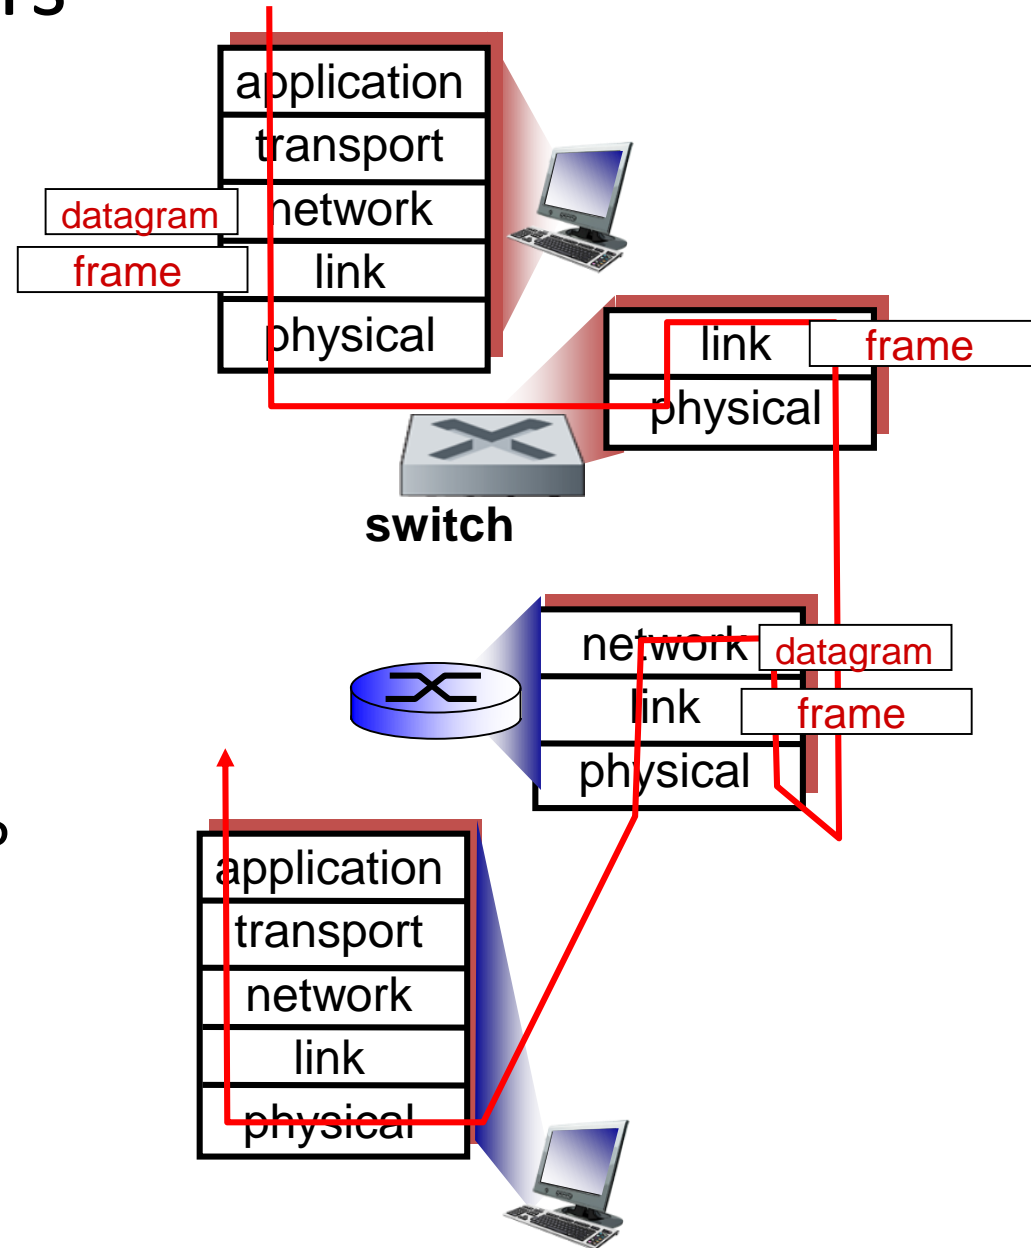 application
transport
datagram
network
frame
link
physical
link
frame
physical
switch
network
datagram
link
frame
physical
application
transport
network
link
physical